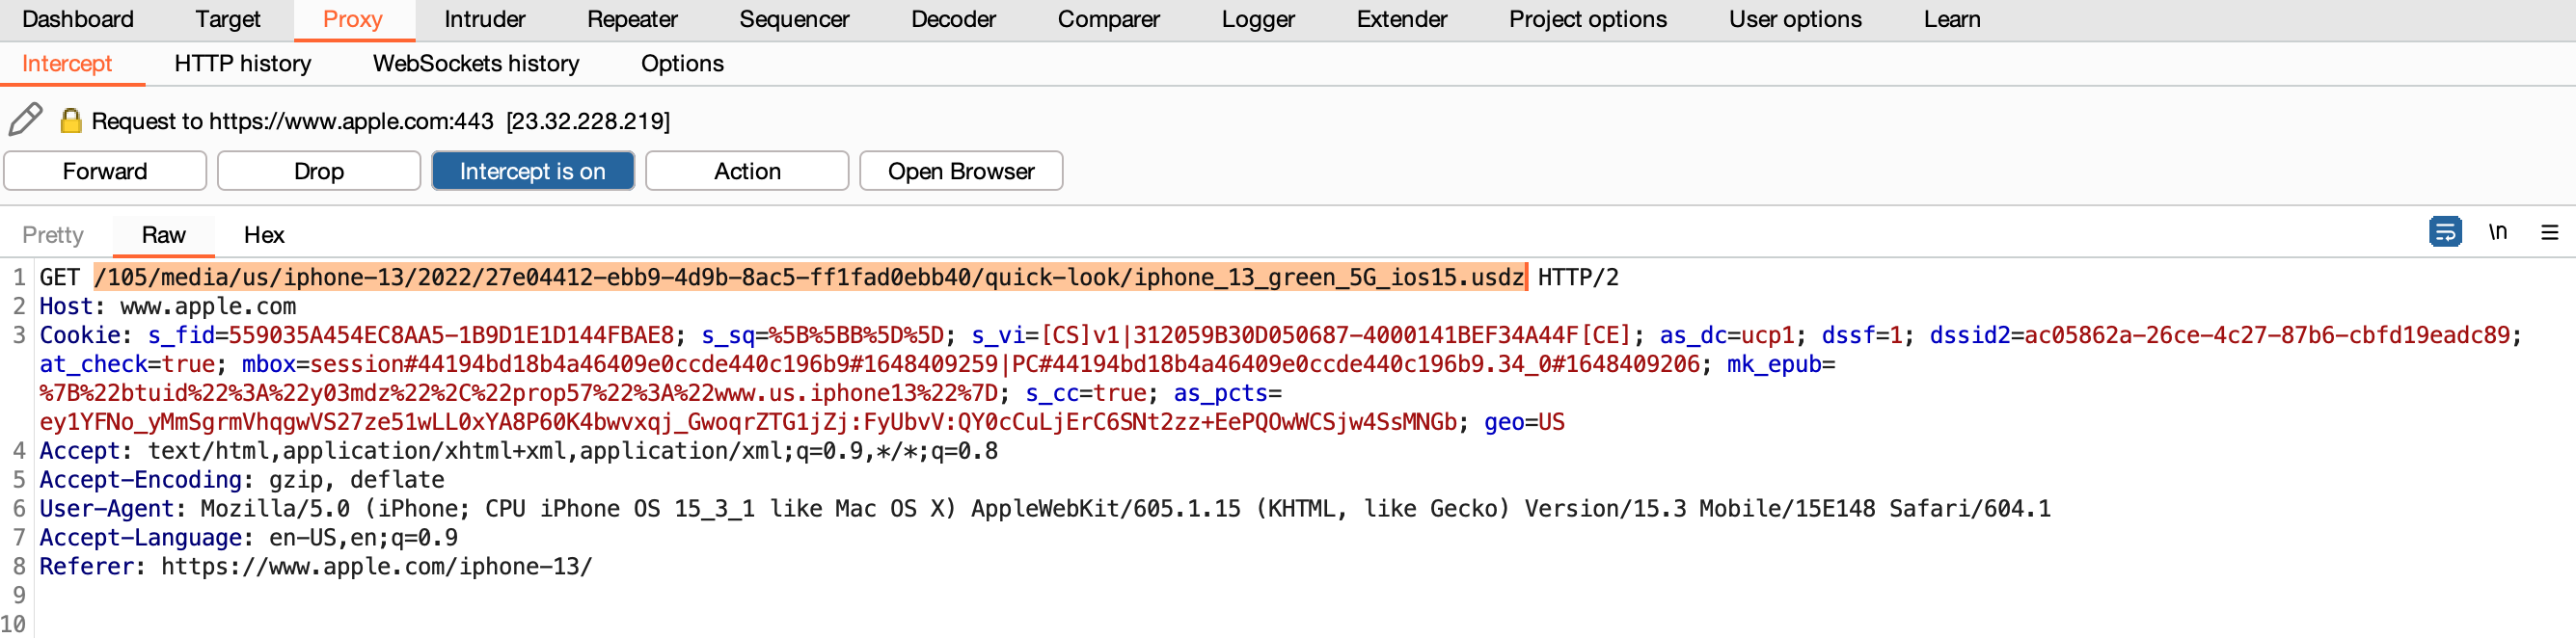 Dashboard Target Proxy Intruder Repeater Sequencer Decoder Comparer Logger Extender Project options User options Learn
Intercept HTTP history WebSockets history Options
Request to https://www.apple.com:443 [23.32.228.219]
Forward Drop Intercept is on Action Open Browser
Pretty Raw Hex \n
1 GET /105/media/us/iphone-13/2022/27e04412-ebb9-4d9b-8ac5-ff1fad0ebb40/quick-look/iphone_13_green_5G_ios15.usdz HTTP/2
2 Host: www.apple.com
3 Cookie: s_fid=559035A454EC8AA5-1B9D1E1D144FBAE8; s_sq=%5B%5BB%5D%5D; s_vi=[CS]v1|312059B30D050687-4000141BEF34A44F[CE]; as_dc=ucp1; dssf=1; dssid2=ac05862a-26ce-4c27-87b6-cbfd19eadc89;
at_check=true; mbox=session#44194bd18b4a46409e0ccde440c196b9#1648409259|PC#44194bd18b4a46409e0ccde440c196b9.34_0#1648409206; mk_epub=
%7B%22btuid%22%3A%22y03mdz%22%2C%22prop57%22%3A%22www.us.iphone13%22%7D; s_cc=true; as_pcts=
ey1YFNo_yMmSgrmVhqgwVS27ze51wLL0xYA8P60K4bwvxqj_GwoqrZTG1jZj:FyUbvV:QY0cCuLjErC6SNt2zz+EePQOwWCSjw4SsMNGb; geo=US
4 Accept: text/html,application/xhtml+xml,application/xml;q=0.9,*/*;q=0.8
5 Accept-Encoding: gzip, deflate
6 User-Agent: Mozilla/5.0 (iPhone; CPU iPhone OS 15_3_1 like Mac OS X) AppleWebKit/605.1.15 (KHTML, like Gecko) Version/15.3 Mobile/15E148 Safari/604.1
7 Accept-Language: en-US,en;q=0.9
8 Referer: https://www.apple.com/iphone-13/
9
10